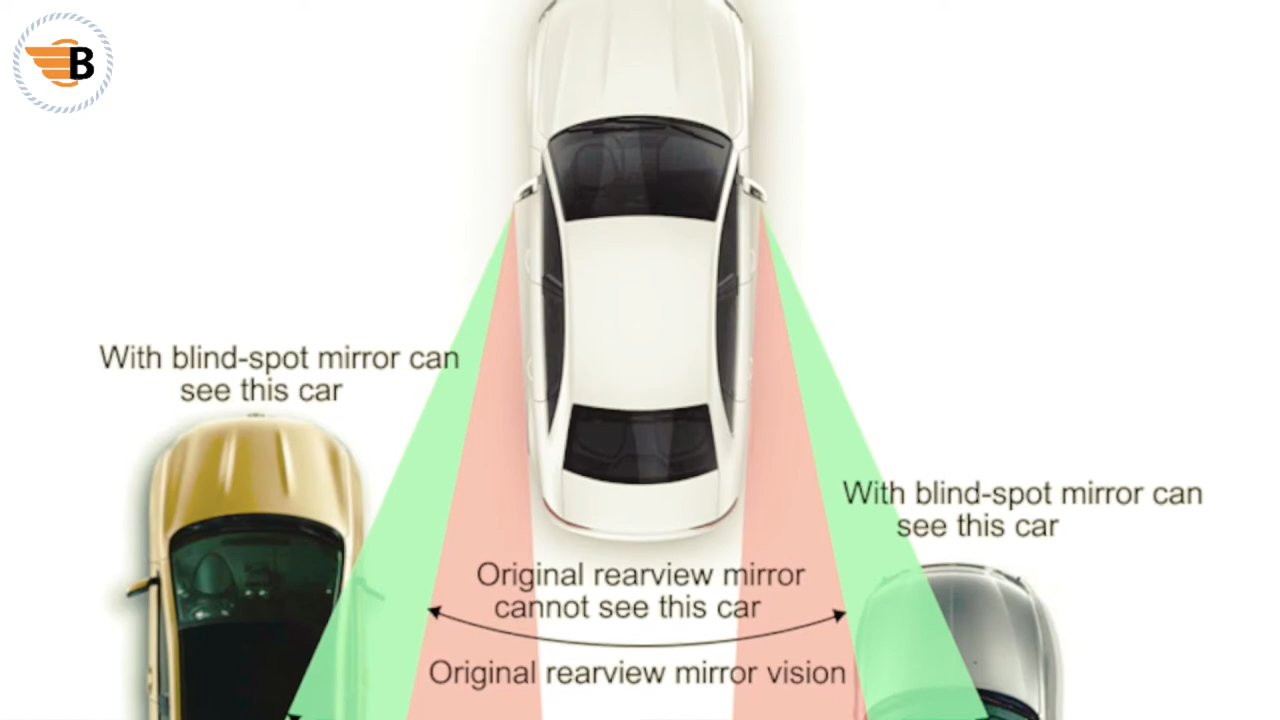 B
With blind-spot mirror can
see this car
With blind-spot mirror can
see this car
Original rearview mirror
cannot see this car
Original rearview mirror vision